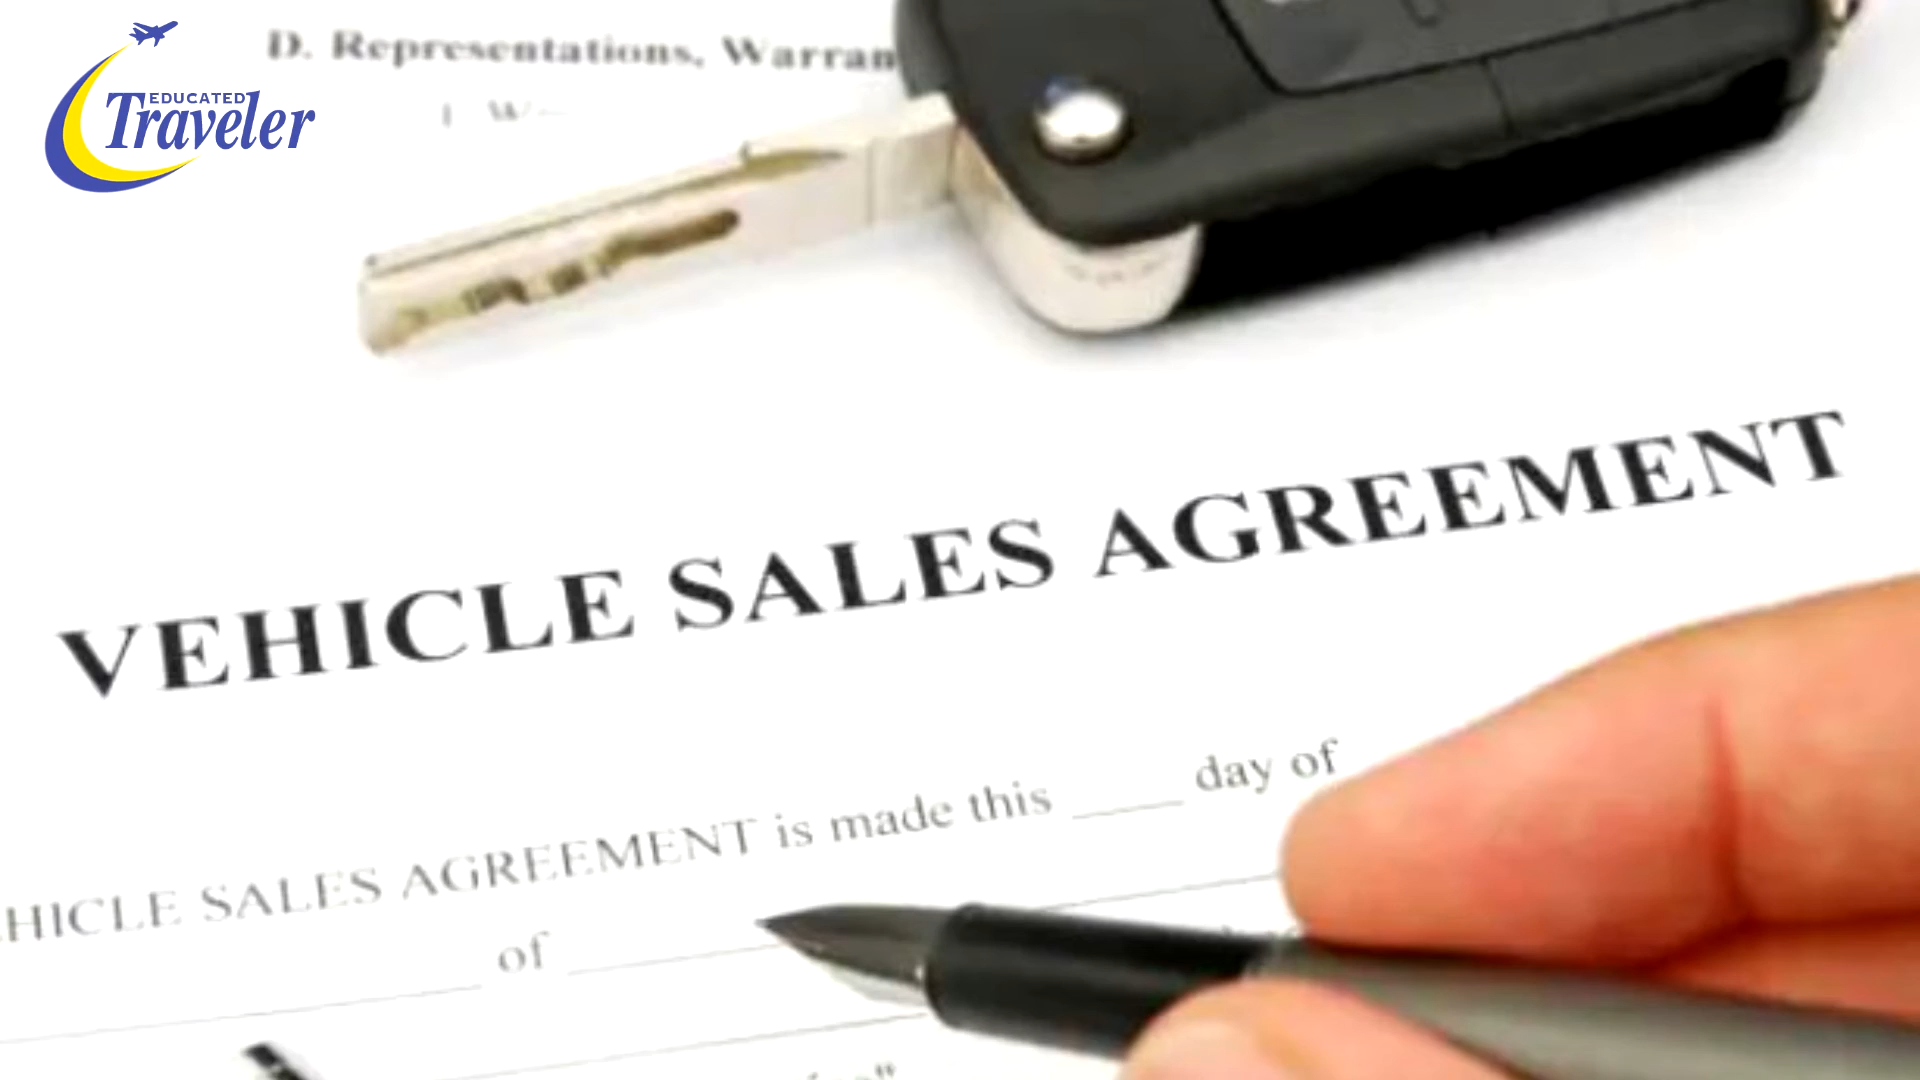 EDUCATED
Traveler
D. Representations, Warran
VEHICLE SALES AGREEMENT
HICLE SALES AGREEMENT is made this ____ day of
of